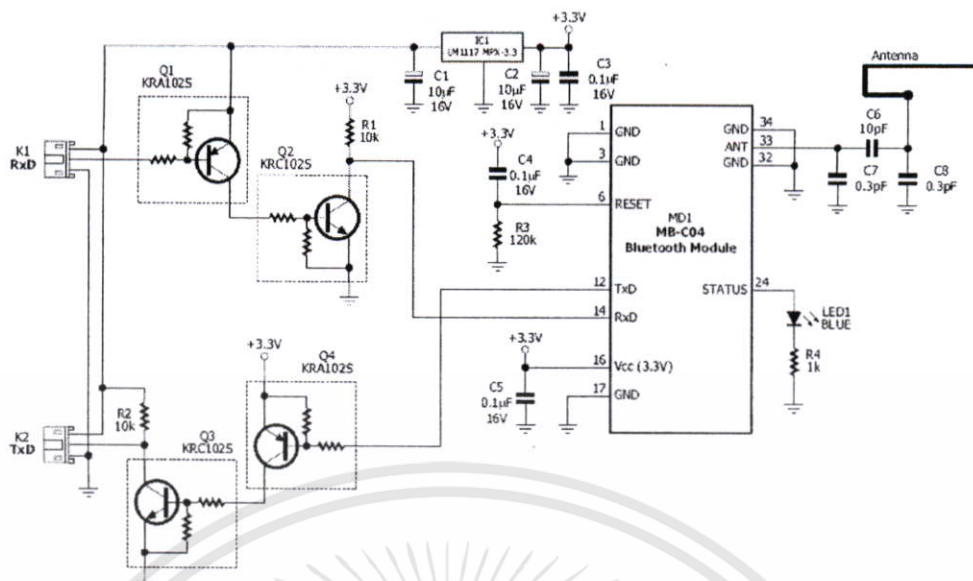 +3.3V
IC1
LM1117 MPX-3.3
Antenna
Q1
KRA102S
C1
10µF
16V
C2
10µF
16V
C3
0.1µF
16V
+3.3V
R1
10k
C6
10pF
1
GND
GND
34
ANT
33
3
GND
GND
32
K1
RxD
Q2
KRC102S
+3.3V
C4
0.1µF
16V
C7
0.3pF
C8
0.3pF
6
RESET
MD1
MB-C04
Bluetooth Module
R3
120k
12
TxD
STATUS
24
14
RxD
LED1
BLUE
+3.3V
Q4
KRA102S
+3.3V
16
Vcc (3.3V)
R4
1k
C5
0.1µF
16V
17
GND
R2
10k
K2
TxD
Q3
KRC102S